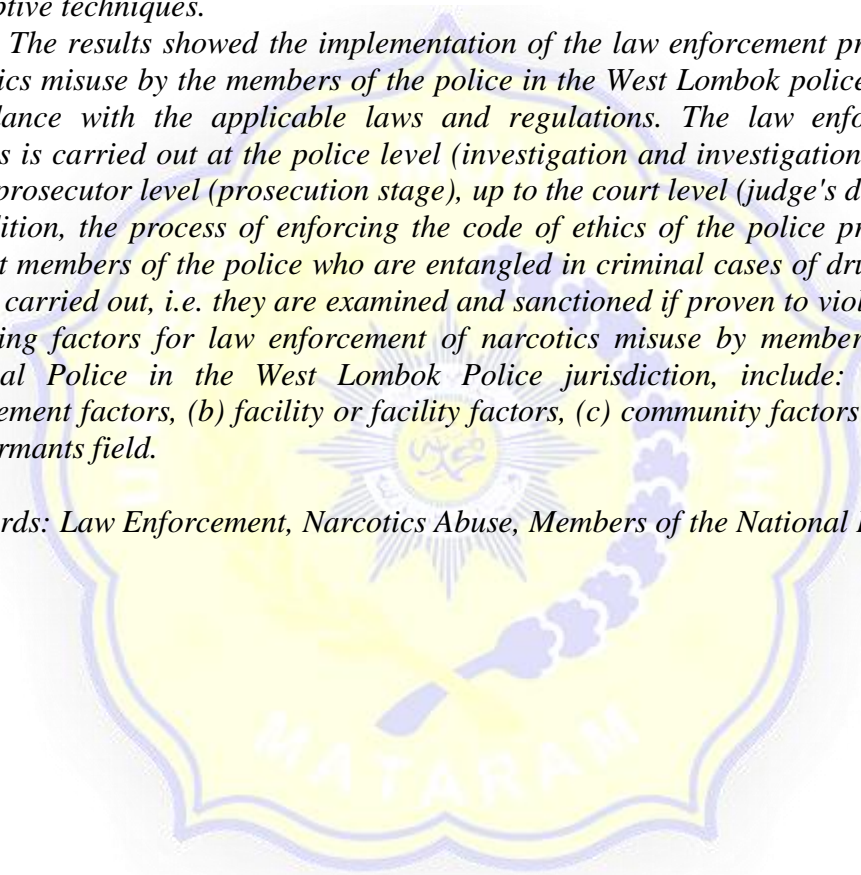 ptive techniques.
The results showed the implementation of the law enforcement pr
ics misuse by the members of the police in the West Lombok police
dance with the applicable laws and regulations. The law enfo
s is carried out at the police level (investigation and investigation
prosecutor level (prosecution stage), up to the court level (judge's d
dition, the process of enforcing the code of ethics of the police pr
t members of the police who are entangled in criminal cases of dru
carried out, i.e. they are examined and sanctioned if proven to viol
ing factors for law enforcement of narcotics misuse by member
al Police in the West Lombok Police jurisdiction, include:
ement factors, (b) facility or facility factors, (c) community factors
rmants field.
rds: Law Enforcement, Narcotics Abuse, Members of the National
MATARAM